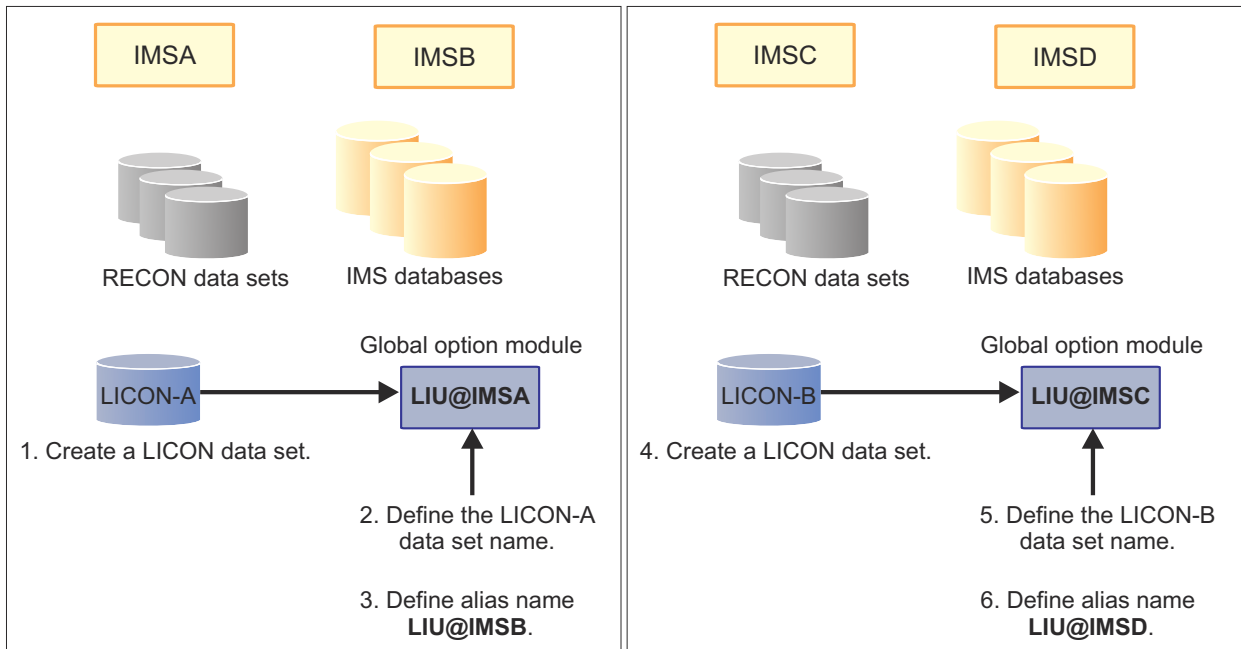 IMSA
IMSB
RECON data sets
IMS databases
Global option module
LICON-A
LIU@IMSA
1. Create a LICON data set.
2. Define the LICON-A
data set name.
3. Define alias name
LIU@IMSB.
IMSC
IMSD
RECON data sets
IMS databases
Global option module
LICON-B
LIU@IMSC
4. Create a LICON data set.
5. Define the LICON-B
data set name.
6. Define alias name
LIU@IMSD.